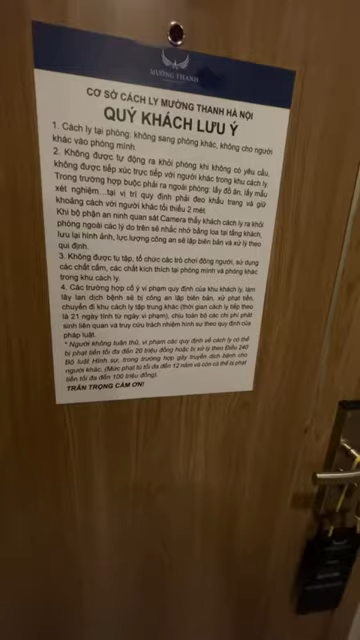 MƯỜNG THANH
CƠ SỞ CÁCH LY MƯỜNG THANH HÀ NỘI
QUÝ KHÁCH LƯU Ý
1. Cách ly tại phòng: không sang phòng khác, không cho người
khác vào phòng mình.
2. Không được tự động ra khỏi phòng khi không có yêu cầu,
không được tiếp xúc trực tiếp với người khác trong khu cách ly.
Trong trường hợp buộc phải ra ngoài phòng: lấy đồ ăn, lấy mẫu
xét nghiệm...tại vị trí quy định phải đeo khẩu trang và giữ
khoảng cách với người khác tối thiểu 2 mét.
Khi bộ phận an ninh quan sát Camera thấy khách cách ly ra khỏi
phòng ngoài các lý do trên sẽ nhắc nhở bằng loa tại tầng khách,
lưu lại hình ảnh, lực lượng công an sẽ lập biên bản và xử lý theo
qui định.
3. Không được tụ tập, tổ chức các trò chơi đông người, sử dụng
các chất cấm, các chất kích thích tại phòng mình và phòng khác
trong khu cách ly.
4. Các trường hợp cố ý vi phạm quy định của khu cách ly, làm
lây lan dịch bệnh sẽ bị công an lập biên bản, xử phạt tiền,
chuyển đi khu cách ly tập trung khác (thời gian cách ly tiếp theo
là 21 ngày tính từ ngày vi phạm), chịu toàn bộ các chi phí phát
sinh liên quan và truy cứu trách nhiệm hình sự theo quy định của
pháp luật.
* Người không tuân thủ, vi phạm các quy định về cách ly có thể
bị phạt tiền tối đa đến 20 triệu đồng hoặc bị xử lý theo Điều 240
Bộ luật Hình sự, trong trường hợp gây truyền dịch bệnh cho
người khác, (Mức phạt tù tối đa đến 12 năm và còn có thể bị phạt
tiền tối đa đến 100 triệu đồng).
TRÂN TRỌNG CẢM ƠN!